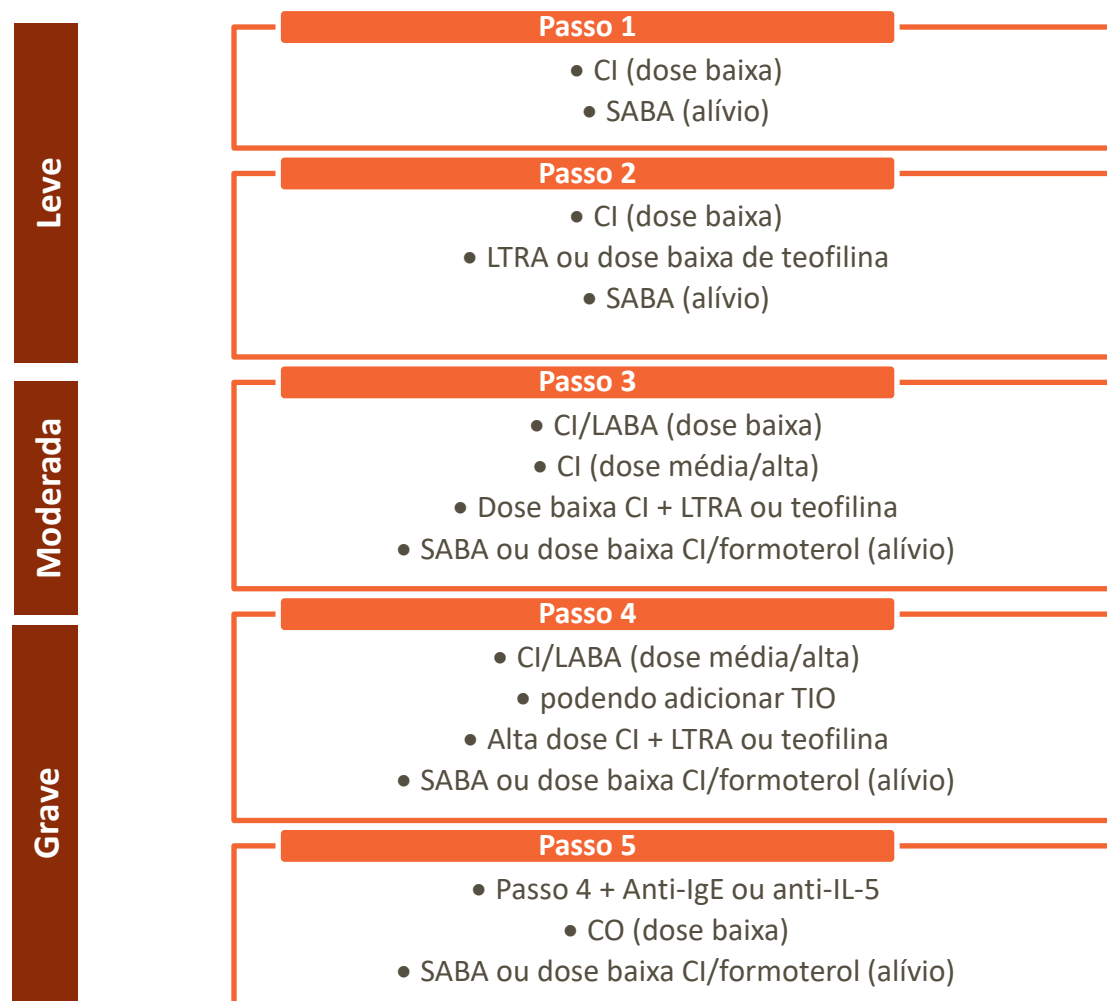 Leve
Passo 1
• CI (dose baixa)
• SABA (alívio)
Passo 2
• CI (dose baixa)
• LTRA ou dose baixa de teofilina
• SABA (alívio)
Moderada
Passo 3
• CI/LABA (dose baixa)
• CI (dose média/alta)
• Dose baixa CI + LTRA ou teofilina
• SABA ou dose baixa CI/formoterol (alívio)
Grave
Passo 4
• CI/LABA (dose média/alta)
• podendo adicionar TIO
• Alta dose CI + LTRA ou teofilina
• SABA ou dose baixa CI/formoterol (alívio)
Passo 5
• Passo 4 + Anti-IgE ou anti-IL-5
• CO (dose baixa)
• SABA ou dose baixa CI/formoterol (alívio)